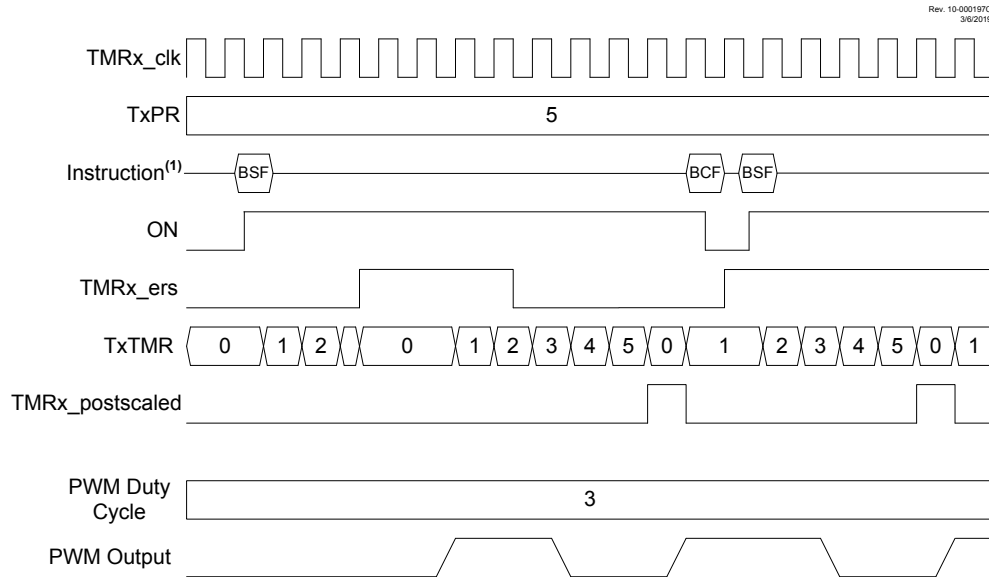 Rev. 10-000197C
3/6/2019
TMRx_clk
TxPR
5
Instruction(1)
BSF
BCF
BSF
ON
TMRx_ers
TxTMR
0 1 2 0 1 2 3 4 5 0 1 2 3 4 5 0 1
TMRx_postscaled
PWM Duty
Cycle
3
PWM Output